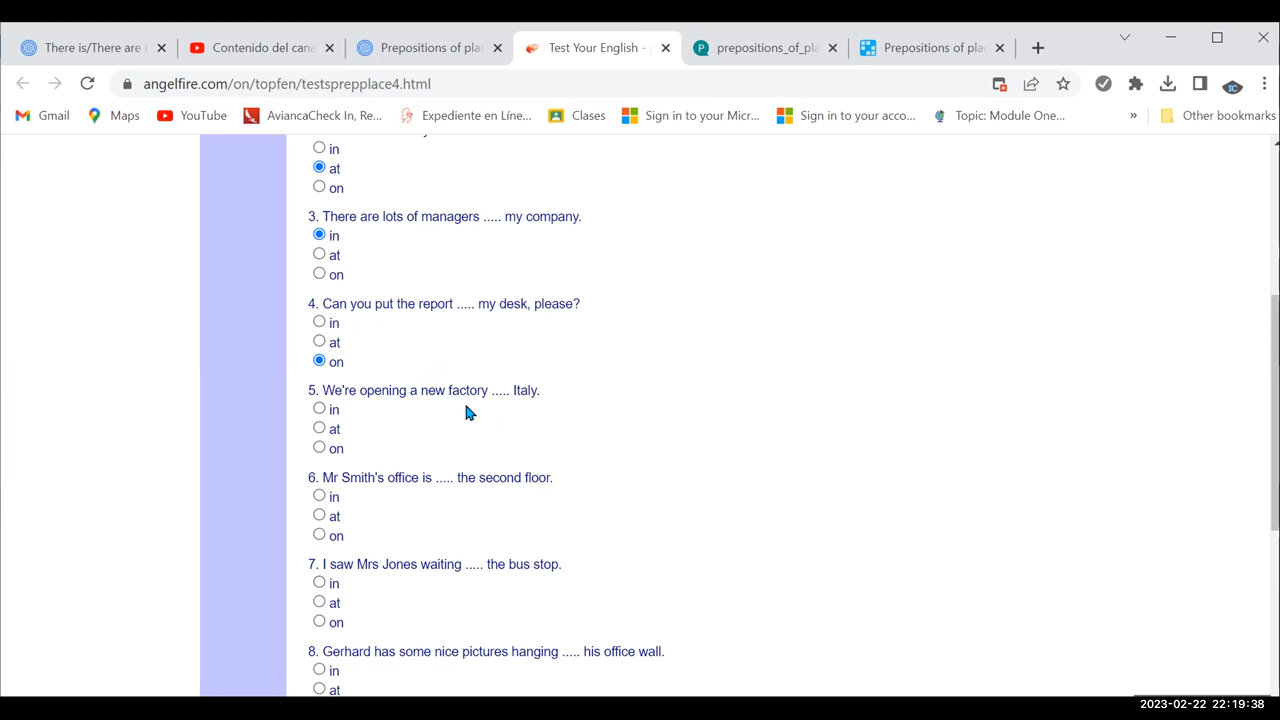 There is/There are
Contenido del cana
Prepositions of plac
Test Your English - p
prepositions_of_pla
Prepositions of plac
angelfire.com/on/topfen/testsprepplace4.html
Gmail
Maps
YouTube
AviancaCheck In, Re...
Expediente en Líne...
Clases
Sign in to your Micr...
Sign in to your acco...
Topic: Module One...
»
Other bookmarks
in
at
on
3. There are lots of managers ..... my company.
in
at
on
4. Can you put the report ..... my desk, please?
in
at
on
5. We're opening a new factory ..... Italy.
in
at
on
6. Mr Smith's office is ..... the second floor.
in
at
on
7. I saw Mrs Jones waiting ..... the bus stop.
in
at
on
8. Gerhard has some nice pictures hanging ..... his office wall.
in
at
2023-02-22 22:19:38